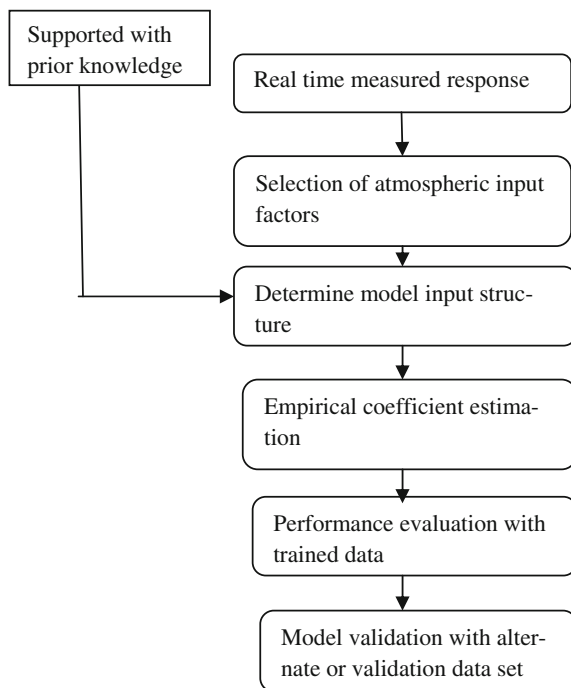 Supported with
prior knowledge
Real time measured response
Selection of atmospheric input
factors
Determine model input struc-
ture
Empirical coefficient estima-
tion
Performance evaluation with
trained data
Model validation with alter-
nate or validation data set